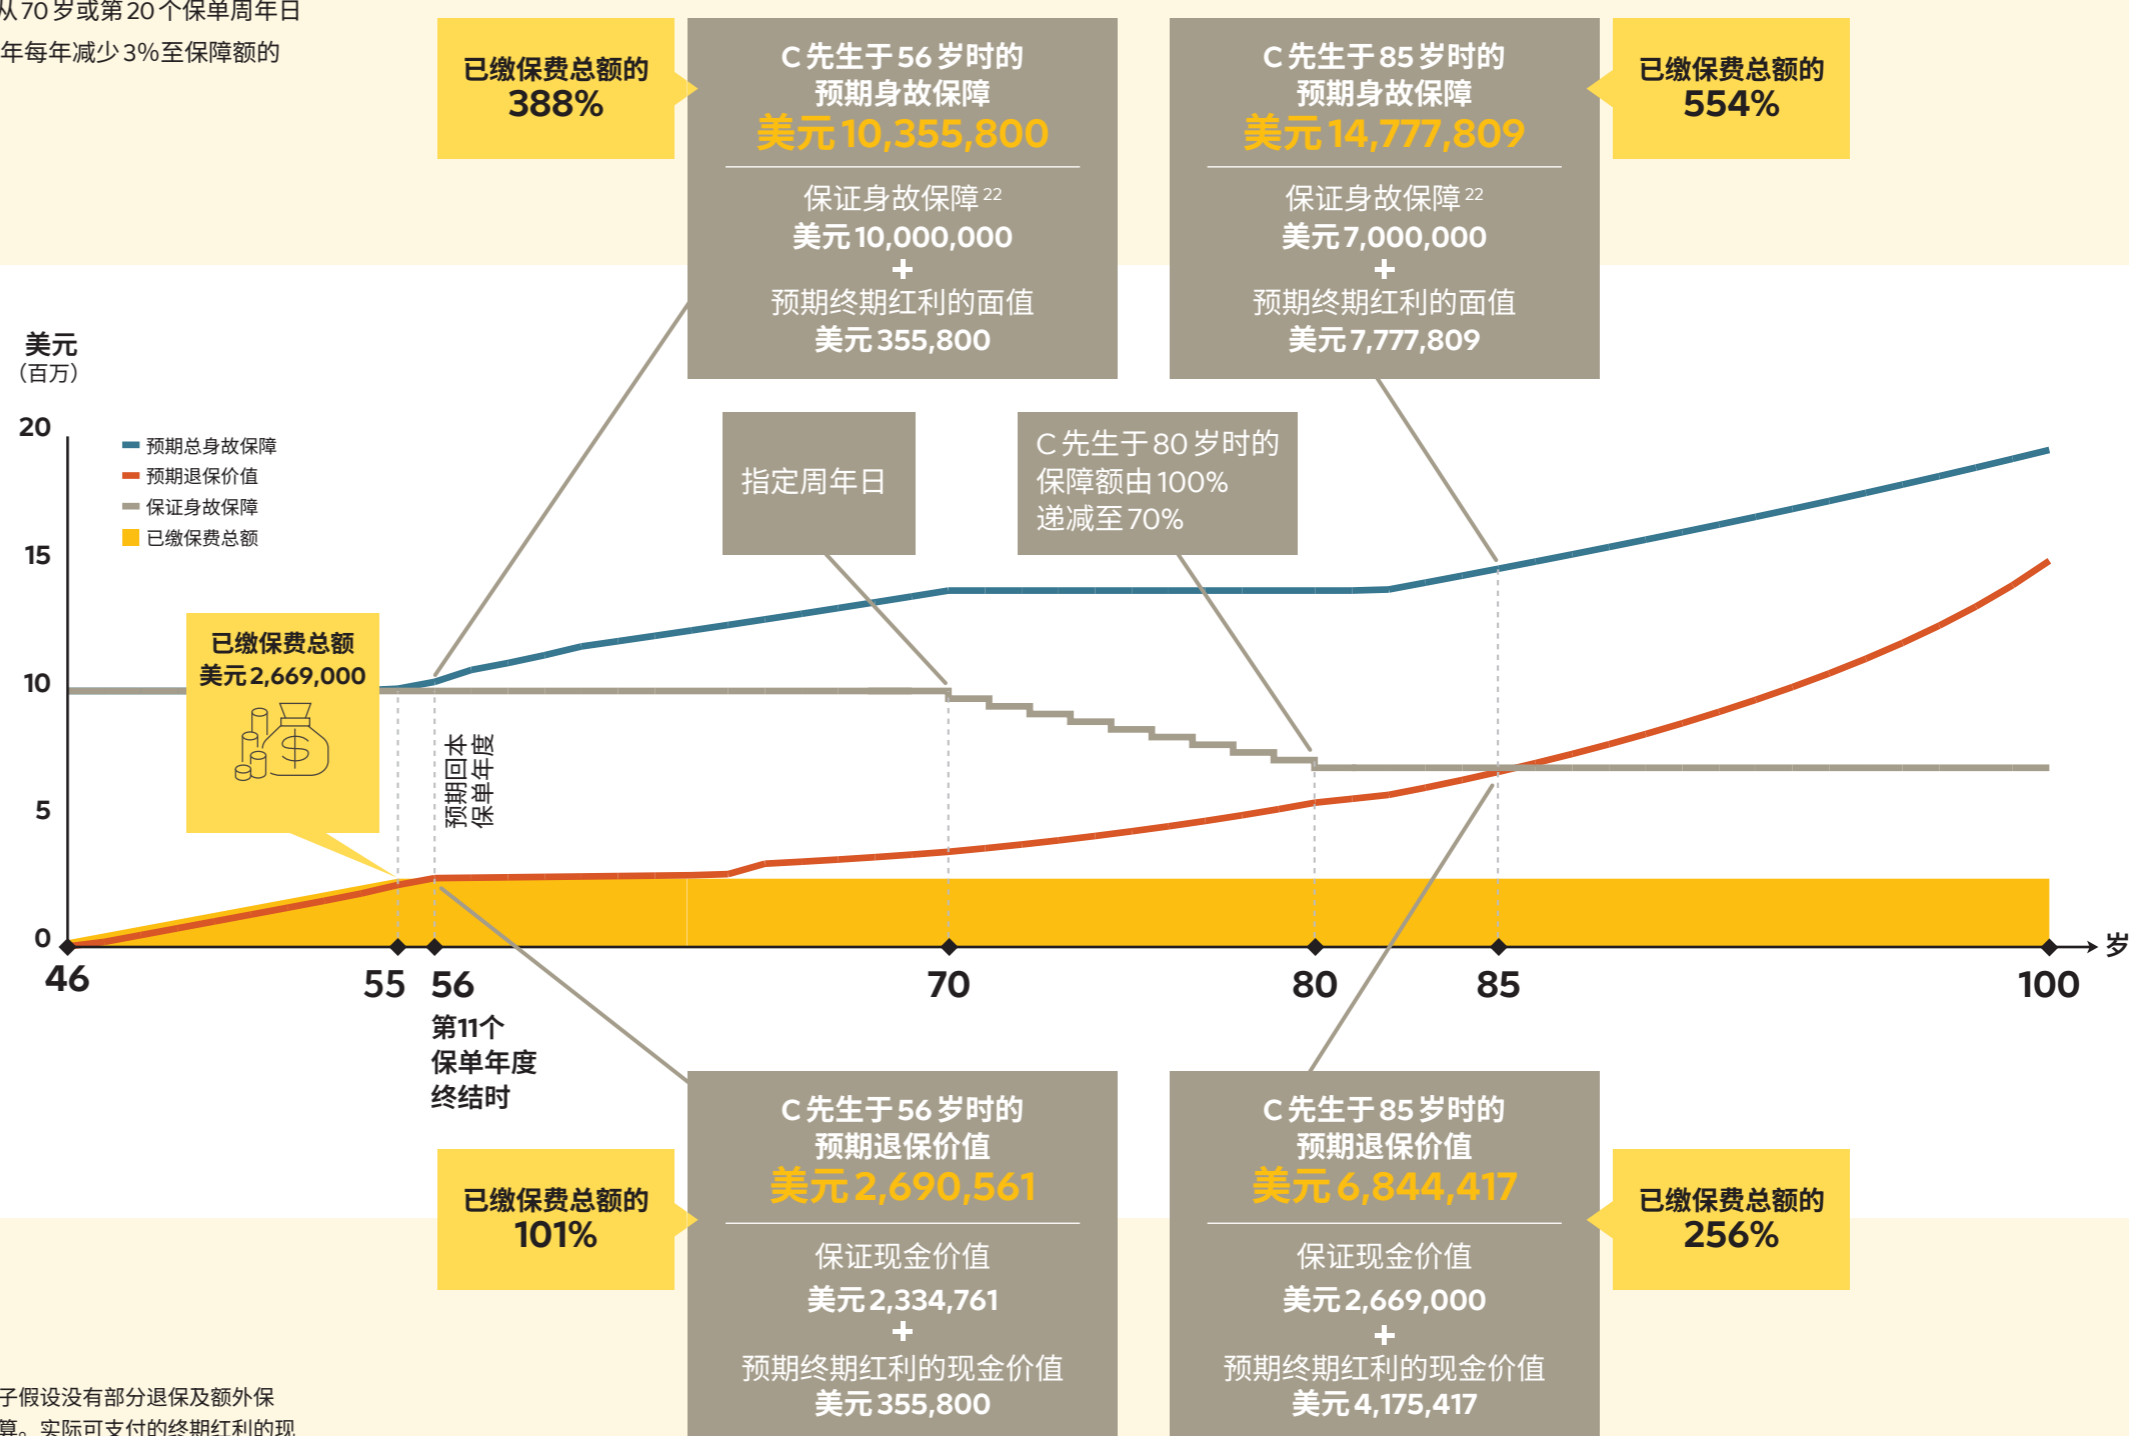 从70岁或第20个保单周年日
年每年减少3%至保障额的
已缴保费总额的
388%
C先生于56岁时的
预期身故保障
美元10,355,800
保证身故保障22
美元10,000,000
+
预期终期红利的面值
美元355,800
C先生于85岁时的
预期身故保障
美元14,777,809
保证身故保障22
美元7,000,000
+
预期终期红利的面值
美元7,777,809
已缴保费总额的
554%
美元
（百万）
20
15
10
5
0
预期总身故保障
预期退保价值
保证身故保障
已缴保费总额
指定周年日
C先生于80岁时的
保障额由100%
递减至70%
已缴保费总额
美元2,669,000
$
预期回本
保单年度
46
55
56
70
80
85
100
岁
第11个
保单年度
终结时
已缴保费总额的
101%
C先生于56岁时的
预期退保价值
美元2,690,561
保证现金价值
美元2,334,761
+
预期终期红利的现金价值
美元355,800
C先生于85岁时的
预期退保价值
美元6,844,417
保证现金价值
美元2,669,000
+
预期终期红利的现金价值
美元4,175,417
已缴保费总额的
256%
子假设没有部分退保及额外保
算。实际可支付的终期红利的现